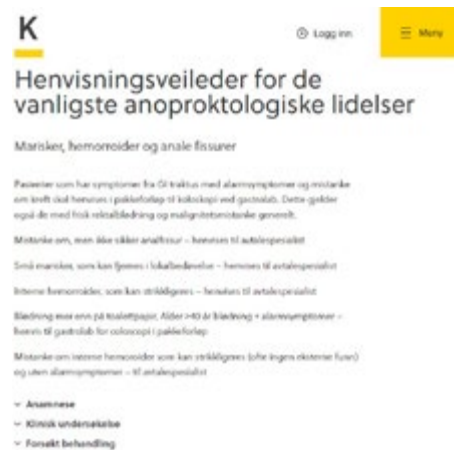 K
Logg inn
Meny
Henvisningsveileder for de
vanligste anoproktologiske lidelser
Marisker, hemorroider og anale fissurer
Pasienter som har symptomer fra GI traktus med alarmsymptomer og mistanke
om kreft skal henvises i pakkeforløp til koloskopi ved gastrolab. Dette gjelder
også de med frisk rektalblødning og malignitetsmistanke generelt.
Mistanke om, men ikke sikker analfissur – henvises til avtalespesialist
Små marisker, som kan fjernes i lokalbedøvelse – henvises til avtalespesialist
Interne hemorroider, som kan strikkligeres – henvises til avtalespesialist
Blødning mer enn på toalettpapir. Alder >40 år blødning + alarmsymptomer –
henvis til gastrolab for coloscopi i pakkeforløp
Mistanke om interne hemoroider som kan strikkligeres (ofte ingen eksterne funn)
og uten alarmsymptomer – til avtalespesialist
Anamnese
Klinisk undersøkelse
Forsøkt behandling